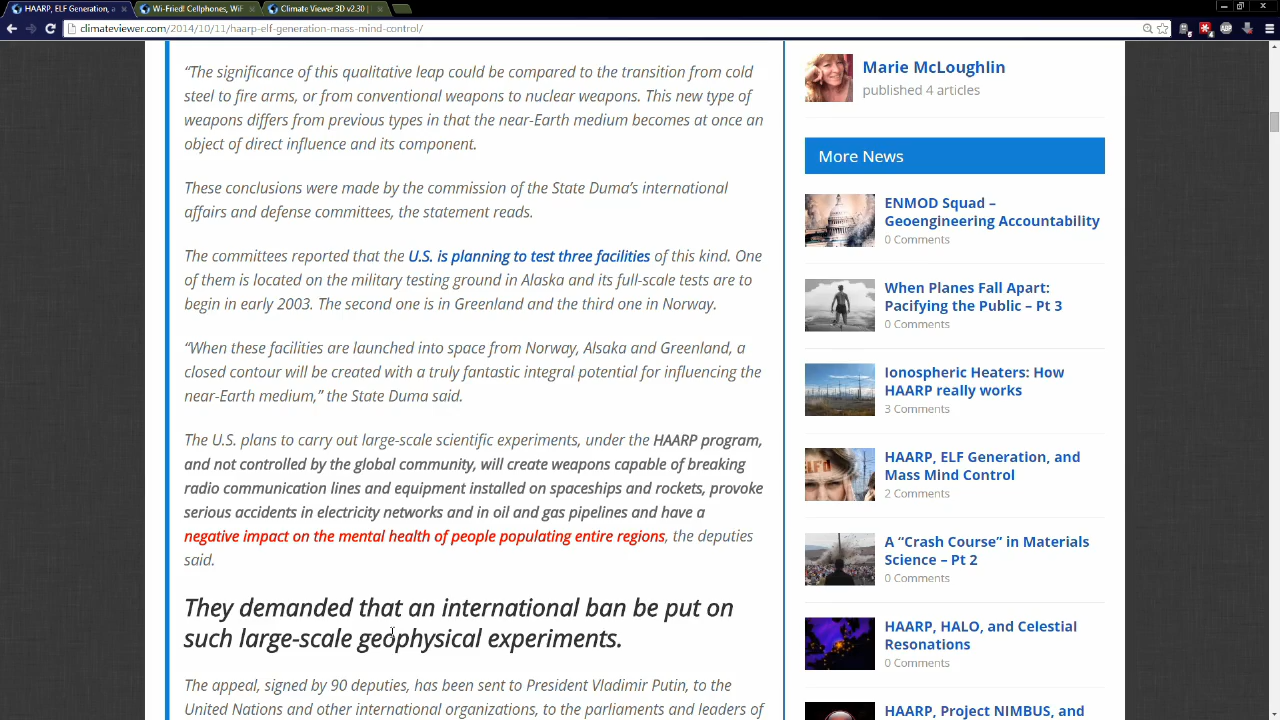 HAARP, ELF Generation, a
Wi-Fried! Cellphones, WiF
Climate Viewer 3D v2.30 |
climateviewer.com/2014/10/11/haarp-elf-generation-mass-mind-control/
“The significance of this qualitative leap could be compared to the transition from cold
steel to fire arms, or from conventional weapons to nuclear weapons. This new type of
weapons differs from previous types in that the near-Earth medium becomes at once an
object of direct influence and its component.
These conclusions were made by the commission of the State Duma’s international
affairs and defense committees, the statement reads.
The committees reported that the U.S. is planning to test three facilities of this kind. One
of them is located on the military testing ground in Alaska and its full-scale tests are to
begin in early 2003. The second one is in Greenland and the third one in Norway.
“When these facilities are launched into space from Norway, Alsaka and Greenland, a
closed contour will be created with a truly fantastic integral potential for influencing the
near-Earth medium,” the State Duma said.
The U.S. plans to carry out large-scale scientific experiments, under the HAARP program,
and not controlled by the global community, will create weapons capable of breaking
radio communication lines and equipment installed on spaceships and rockets, provoke
serious accidents in electricity networks and in oil and gas pipelines and have a
negative impact on the mental health of people populating entire regions, the deputies
said.
They demanded that an international ban be put on
such large-scale geophysical experiments.
The appeal, signed by 90 deputies, has been sent to President Vladimir Putin, to the
United Nations and other international organizations, to the parliaments and leaders of
Marie McLoughlin
published 4 articles
More News
ENMOD Squad –
Geoengineering Accountability
0 Comments
When Planes Fall Apart:
Pacifying the Public – Pt 3
0 Comments
Ionospheric Heaters: How
HAARP really works
3 Comments
HAARP, ELF Generation, and
Mass Mind Control
2 Comments
A “Crash Course” in Materials
Science – Pt 2
0 Comments
HAARP, HALO, and Celestial
Resonations
0 Comments
HAARP, Project NIMBUS, and